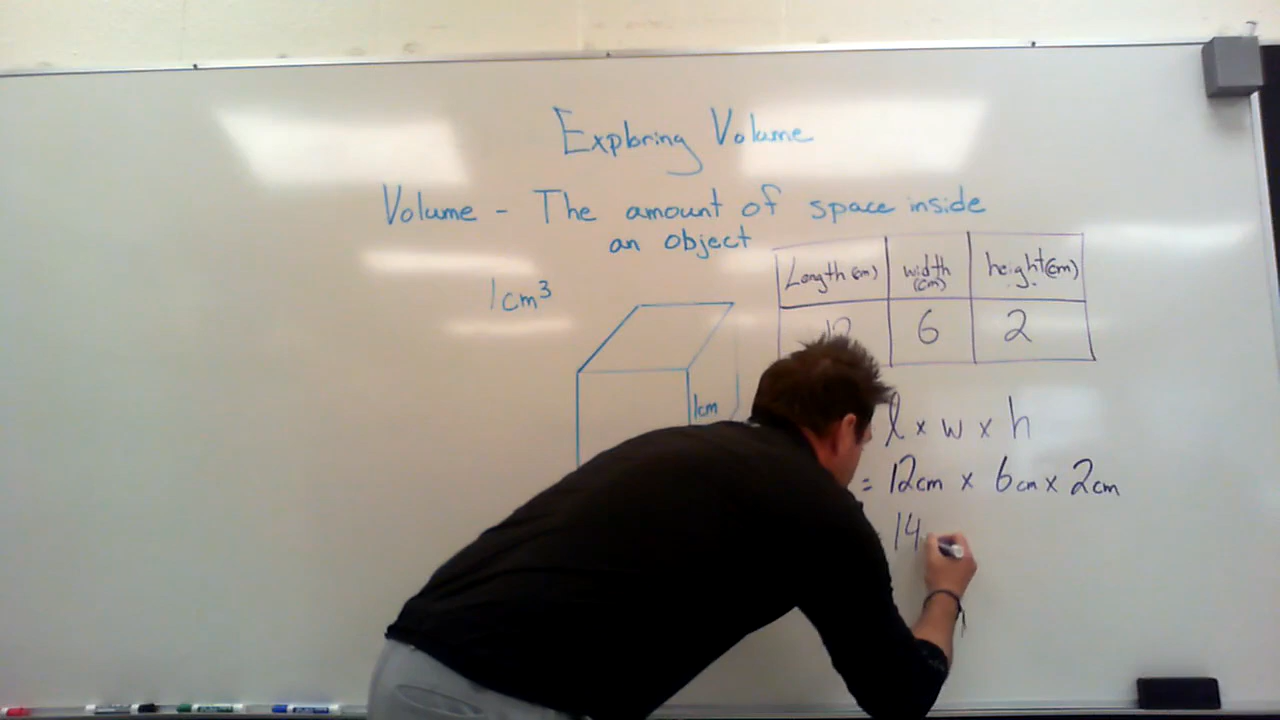 Exploring Volume
Volume - The amount of space inside
an object
1cm³
Length (cm) width (cm) height (cm)
12 6 2
1cm
l x w x h
= 12cm x 6cm x 2cm
14